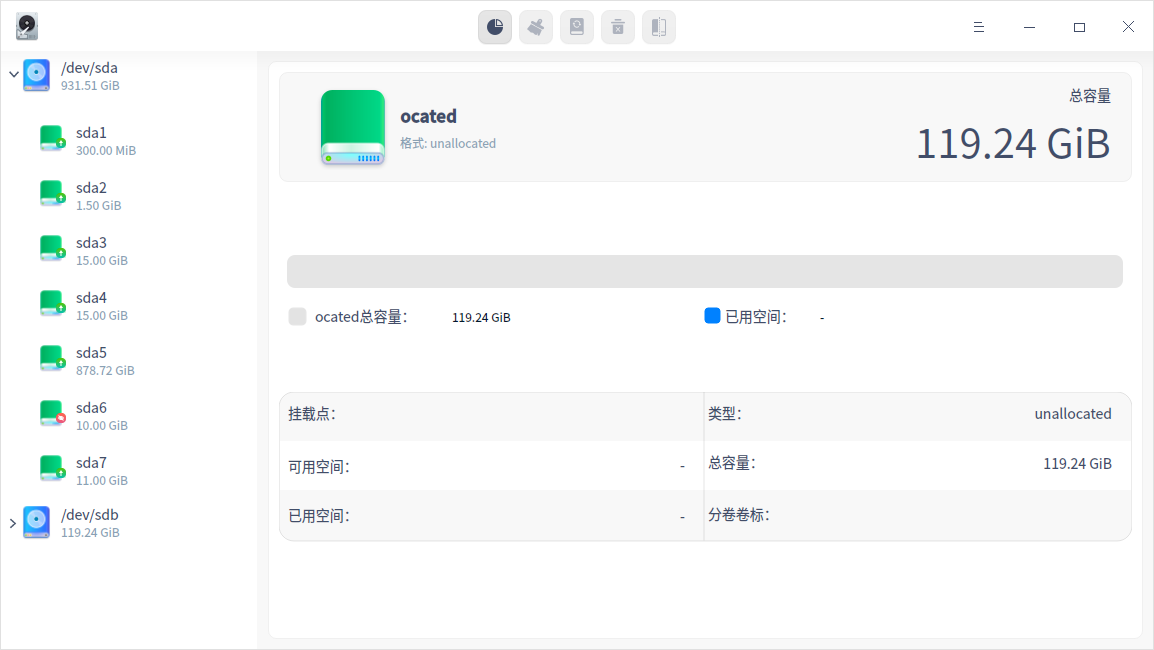 /dev/sda
931.51 GiB
sda1
300.00 MiB
sda2
1.50 GiB
sda3
15.00 GiB
sda4
15.00 GiB
sda5
878.72 GiB
sda6
10.00 GiB
sda7
11.00 GiB
/dev/sdb
119.24 GiB
ocated
格式: unallocated
总容量
119.24 GiB
ocated总容量： 119.24 GiB
已用空间： -
挂载点：
类型： unallocated
可用空间： -
总容量： 119.24 GiB
已用空间： -
分卷卷标：